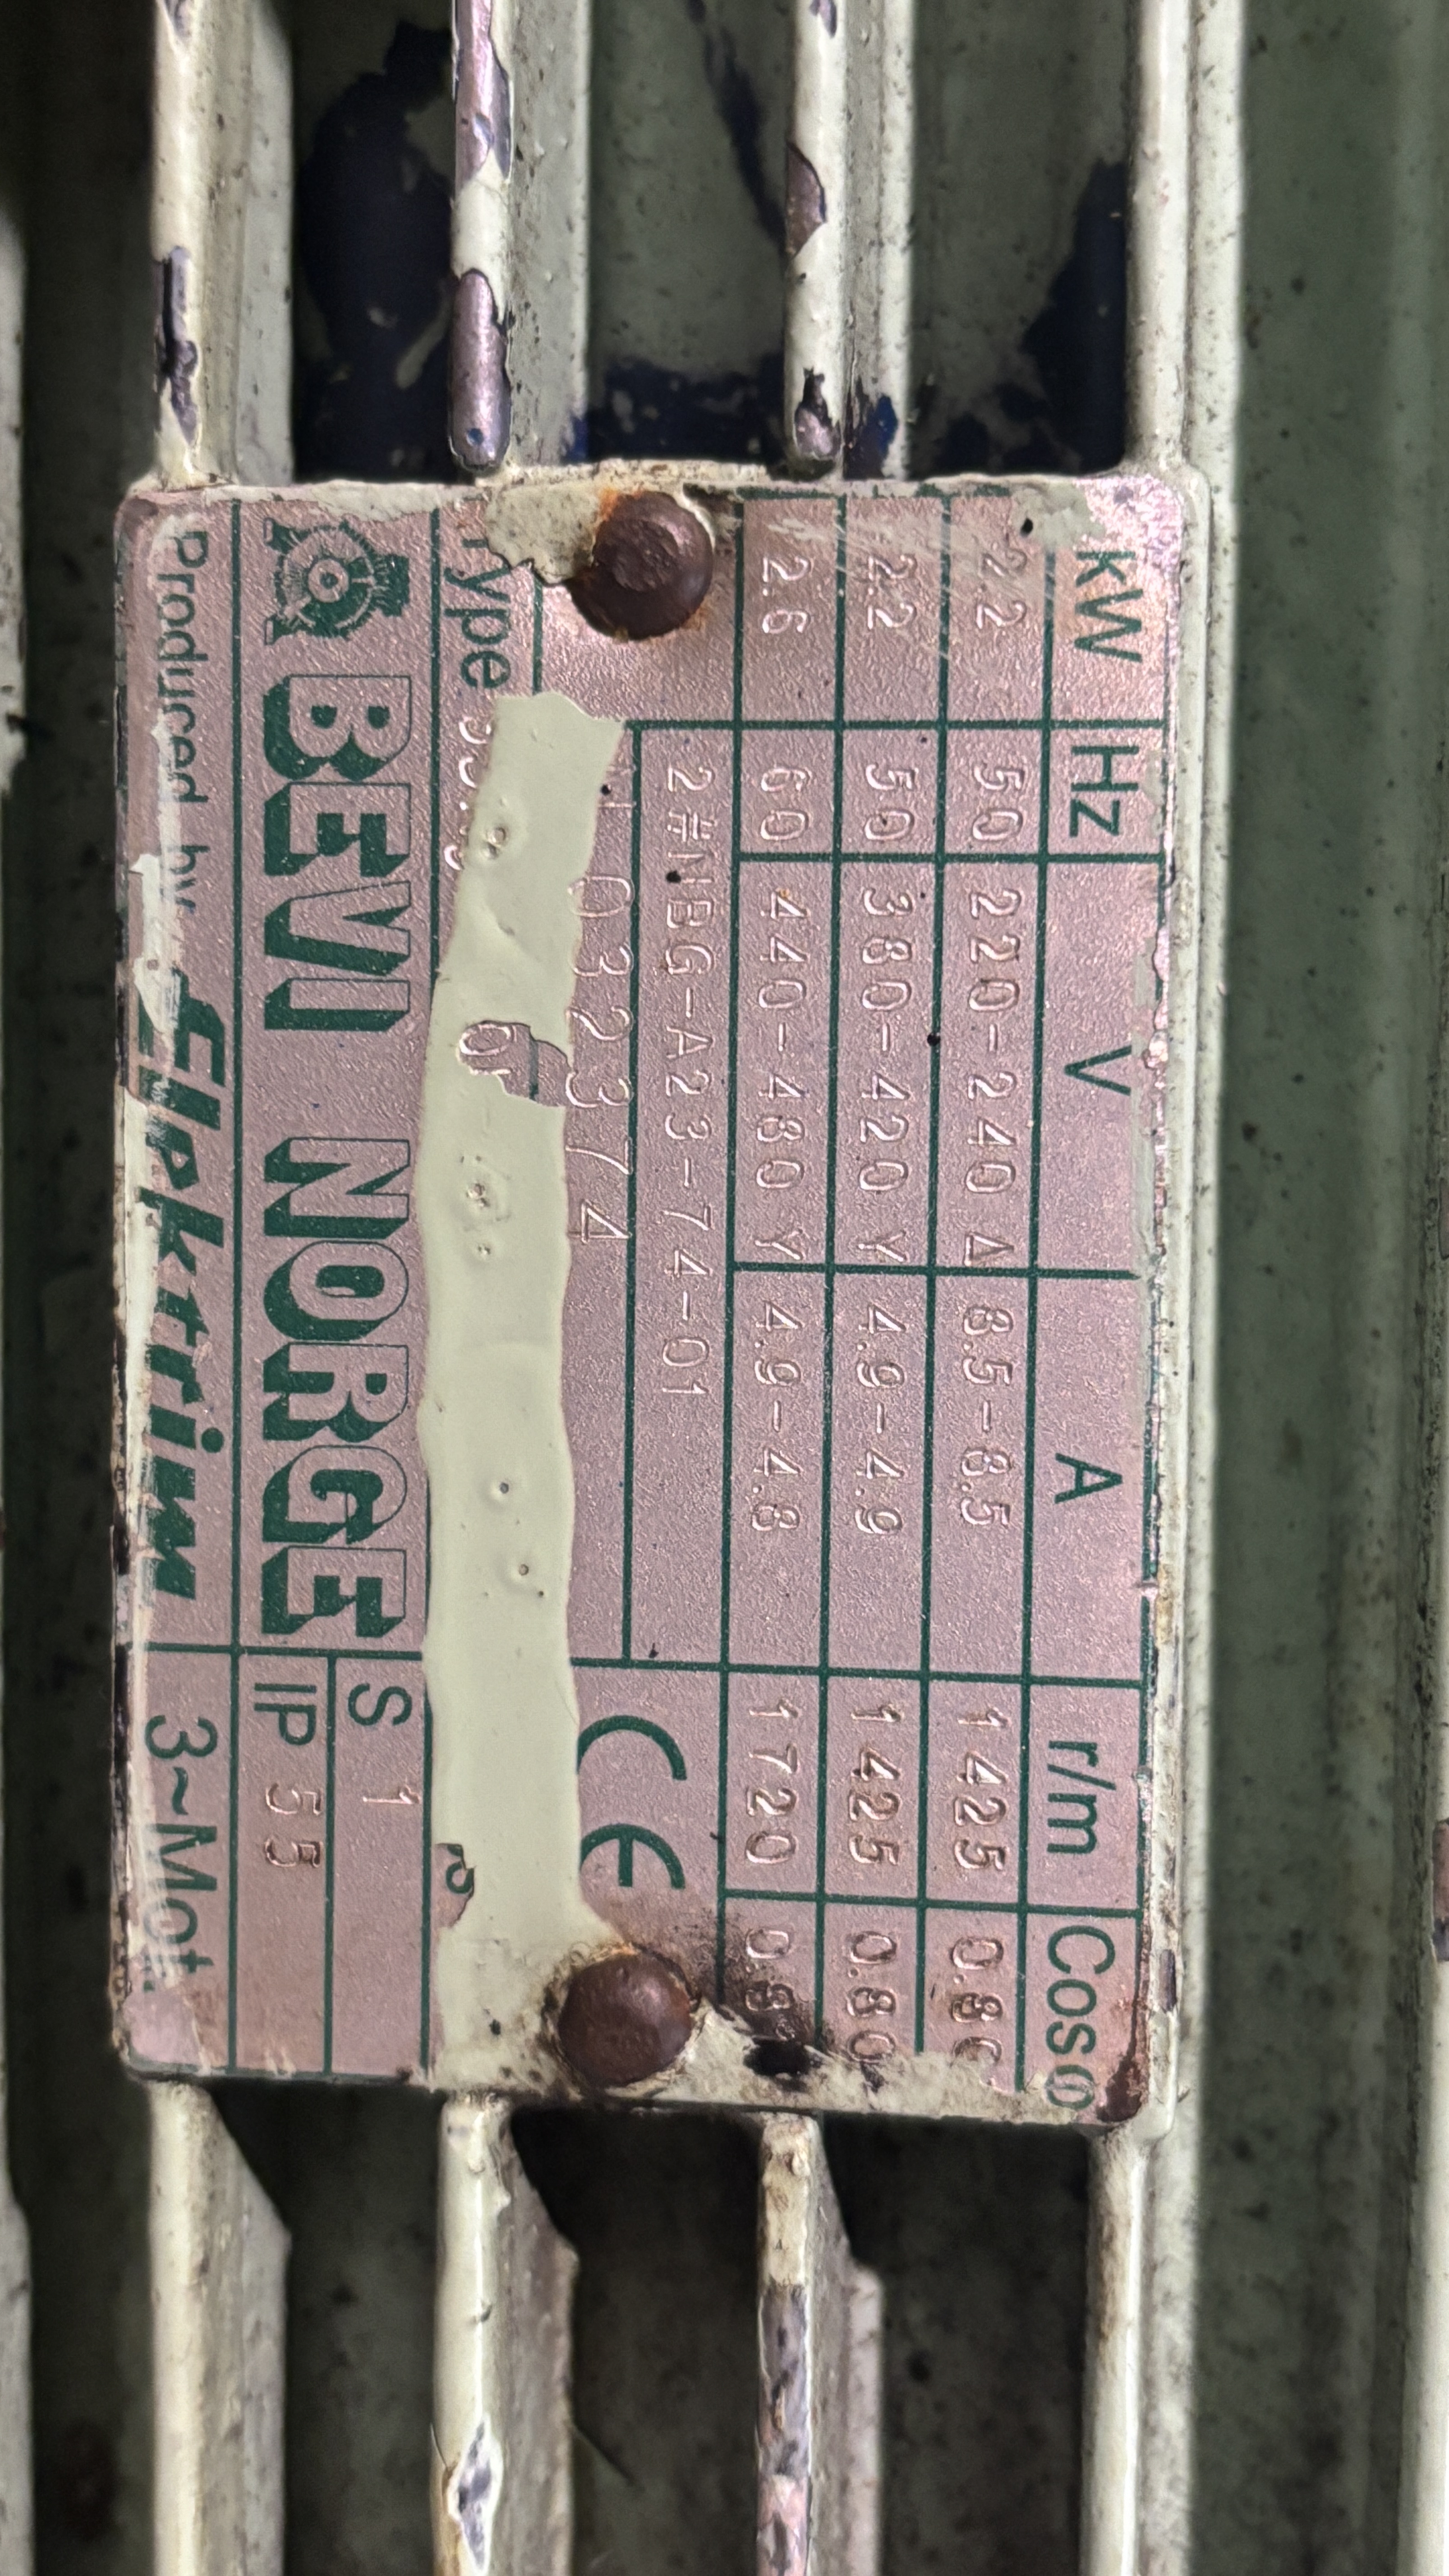 kW Hz V A r/m Cosφ
2.2 50 220-240 Δ 8.5-8.5 1425 0.80
2.2 50 380-420 Y 4.9-4.9 1425 0.80
2.6 60 440-480 Y 4.9-4.8 1720
2#NBG-A23-74-01
CE
Type
BEVI NORGE
S 1
IP 55
Produced by Elektrim 3~Mot.